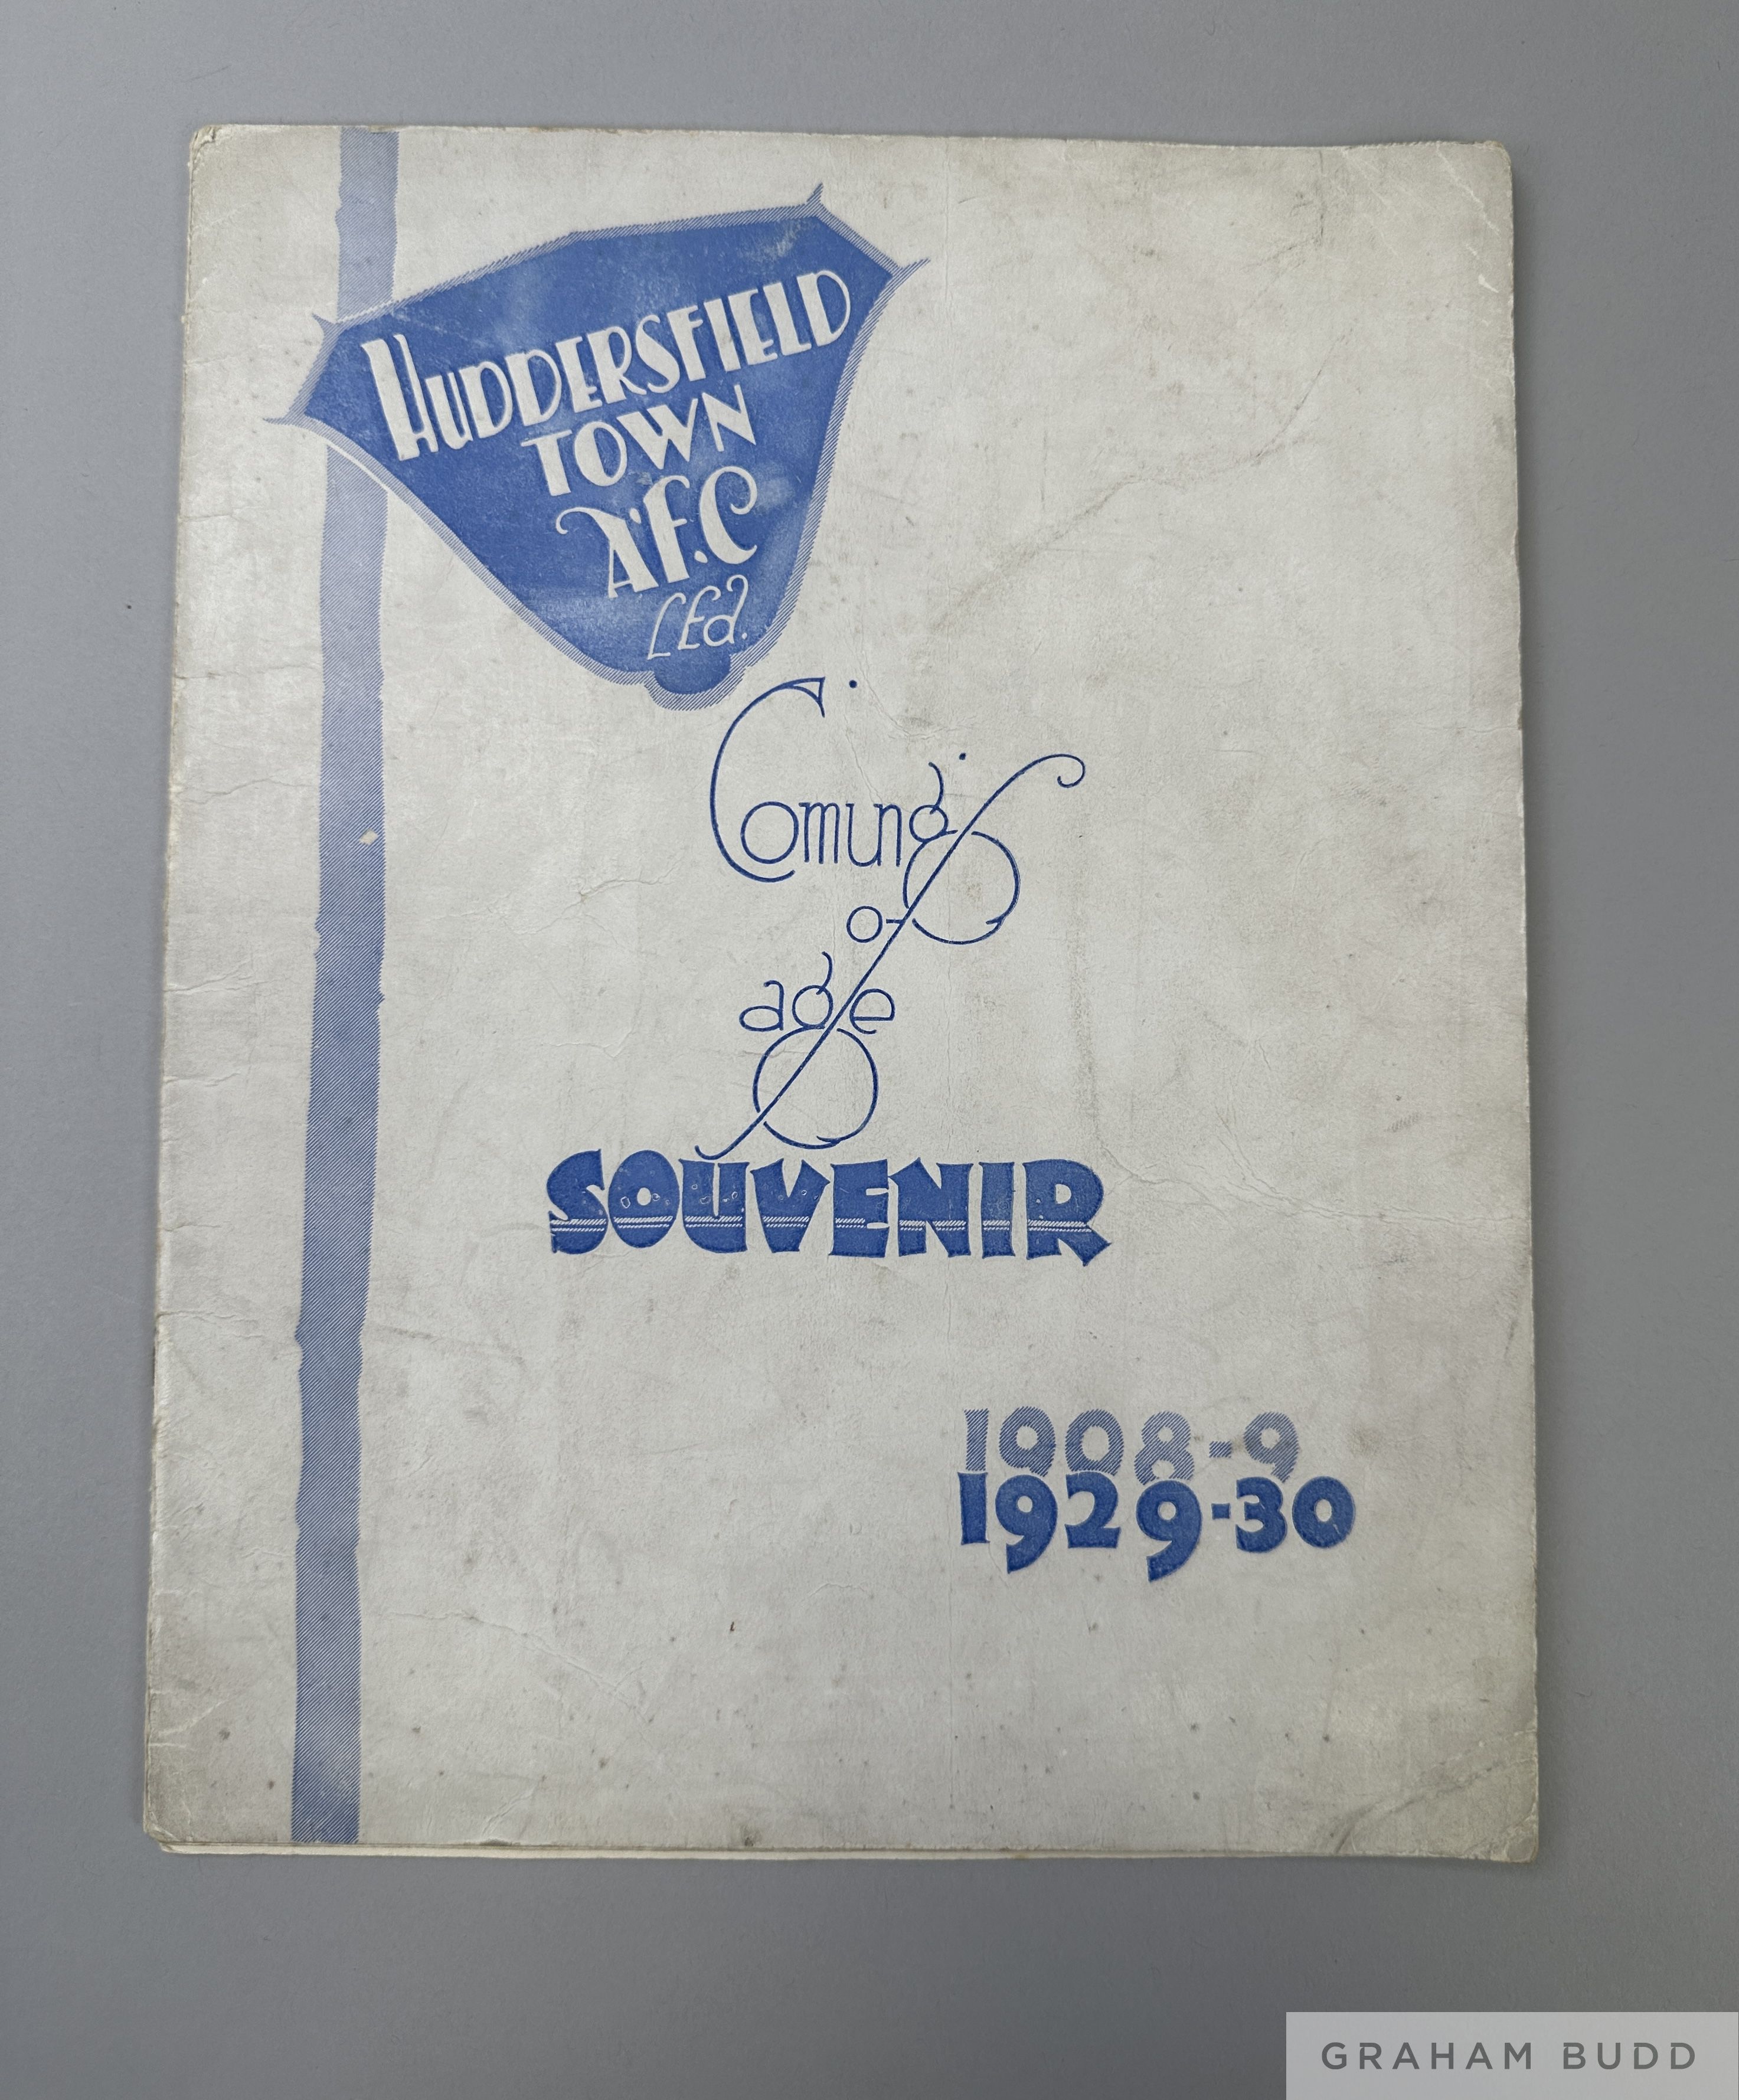 HUDDERSFIELD
TOWN
A.F.C
Ltd.
Coming
of
age
SOUVENIR
1908-9
1929-30
GRAHAM BUDD